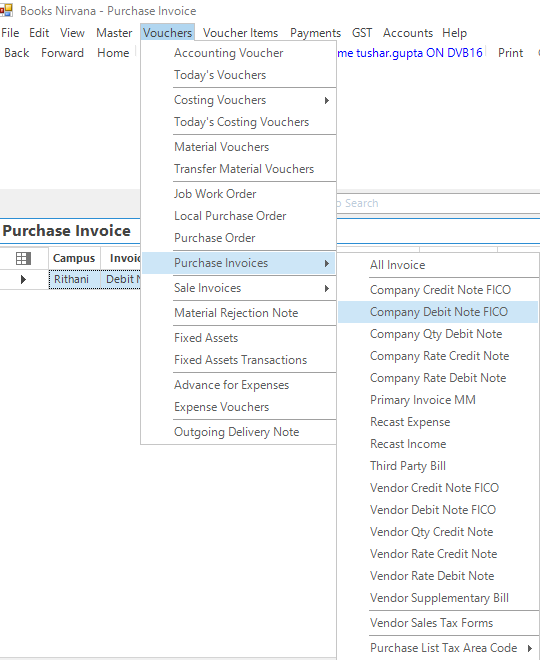 Books Nirvana - Purchase Invoice
File Edit View Master Vouchers Voucher Items Payments GST Accounts Help
Back Forward Home me tushar.gupta ON DVB16 Print
Accounting Voucher
Today's Vouchers
Costing Vouchers
Today's Costing Vouchers
Material Vouchers
Transfer Material Vouchers
Job Work Order
Search
Local Purchase Order
Purchase Invoice
Purchase Order
Campus
Purchase Invoices
All Invoice
Rithani Debit
Sale Invoices
Company Credit Note FICO
Material Rejection Note
Company Debit Note FICO
Fixed Assets
Company Qty Debit Note
Fixed Assets Transactions
Company Rate Credit Note
Advance for Expenses
Company Rate Debit Note
Expense Vouchers
Primary Invoice MM
Outgoing Delivery Note
Recast Expense
Recast Income
Third Party Bill
Vendor Credit Note FICO
Vendor Debit Note FICO
Vendor Qty Credit Note
Vendor Rate Credit Note
Vendor Rate Debit Note
Vendor Supplementary Bill
Vendor Sales Tax Forms
Purchase List Tax Area Code